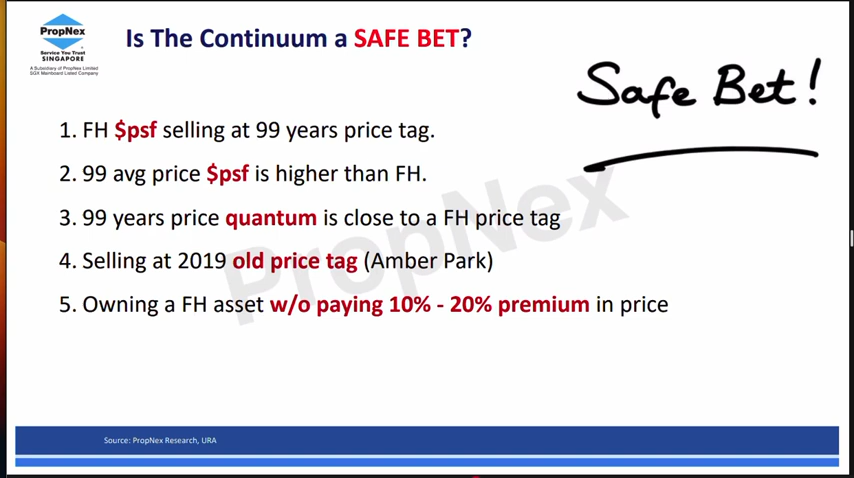 PropNex
Service You Trust
SINGAPORE
A Subsidiary of PropNex Limited
SGX Mainboard Listed Company
Is The Continuum a SAFE BET?
Safe Bet!
1. FH $psf selling at 99 years price tag.
2. 99 avg price $psf is higher than FH.
3. 99 years price quantum is close to a FH price tag
4. Selling at 2019 old price tag (Amber Park)
5. Owning a FH asset w/o paying 10% - 20% premium in price
PropNex
Source: PropNex Research, URA